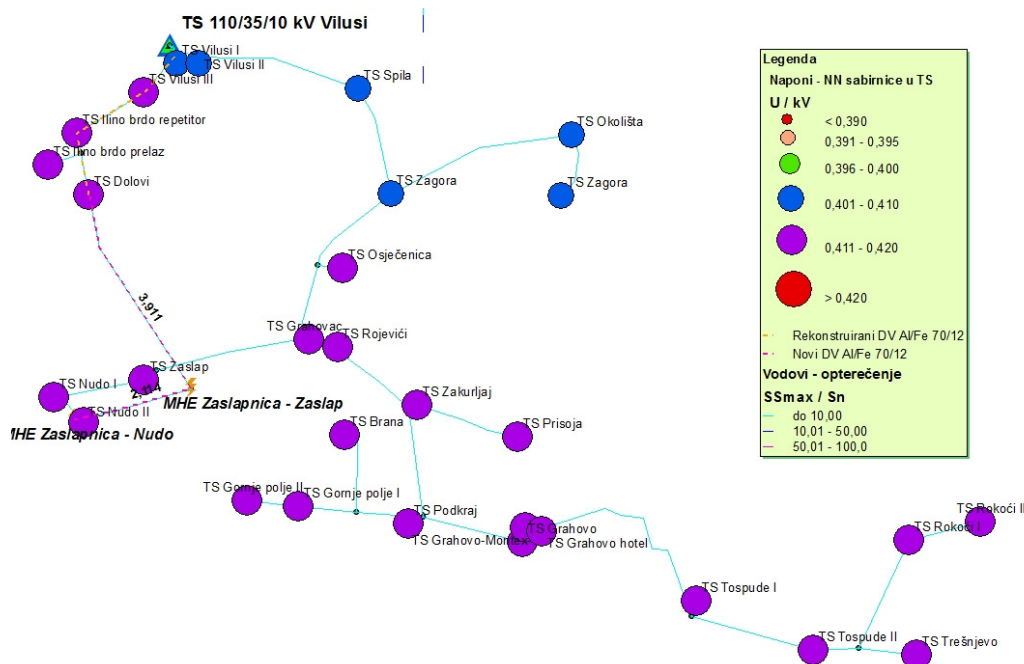 TS 110/35/10 kV Vilusi
TS Vilusi I
TS Vilusi II
TS Vilusi III
TS Spila
TS Ilino brdo repetitor
TS Okolišta
TS Ilino brdo prelaz
TS Dolovi
TS Zagora
TS Zagora
TS Osječenica
3,911
TS Grahovac
TS Rojevići
TS Zaslap
TS Nudo I
2,114
TS Nudo II
MHE Zaslapnica - Zaslap
MHE Zaslapnica - Nudo
TS Zakurljaj
TS Brana
TS Prisoja
TS Gornje polje II
TS Gornje polje I
TS Podkraj
TS Grahovo
TS Grahovo-Montex
TS Grahovo hotel
TS Rokoći II
TS Rokoći I
TS Tospude I
TS Tospude II
TS Trešnjevo
Legenda
Naponi - NN sabirnice u TS
U / kV
< 0,390
0,391 - 0,395
0,396 - 0,400
0,401 - 0,410
0,411 - 0,420
> 0,420
Rekonstruirani DV Al/Fe 70/12
Novi DV Al/Fe 70/12
Vodovi - opterečenje
SSmax / Sn
do 10,00
10,01 - 50,00
50,01 - 100,0